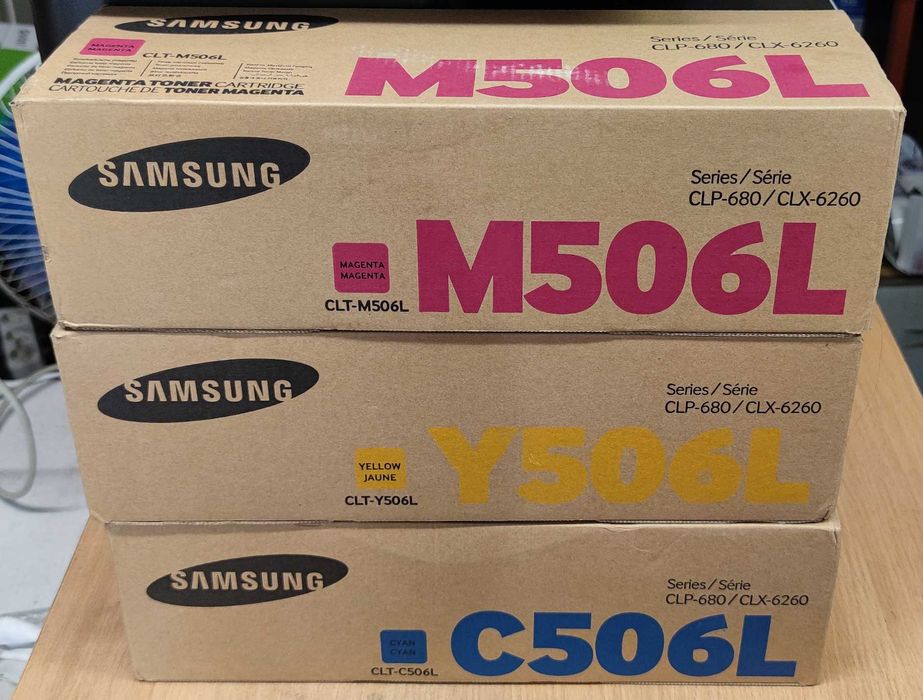 SAMSUNG
Series / Série
CLP-680 / CLX-6260
MAGENTA
MAGENTA
CLT-M506L
M506L
MAGENTA TONER CARTRIDGE
CARTOUCHE DE TONER MAGENTA
SAMSUNG
Series / Série
CLP-680 / CLX-6260
MAGENTA
MAGENTA
CLT-M506L
M506L
SAMSUNG
Series / Série
CLP-680 / CLX-6260
YELLOW
JAUNE
CLT-Y506L
Y506L
SAMSUNG
Series / Série
CLP-680 / CLX-6260
CYAN
CYAN
CLT-C506L
C506L